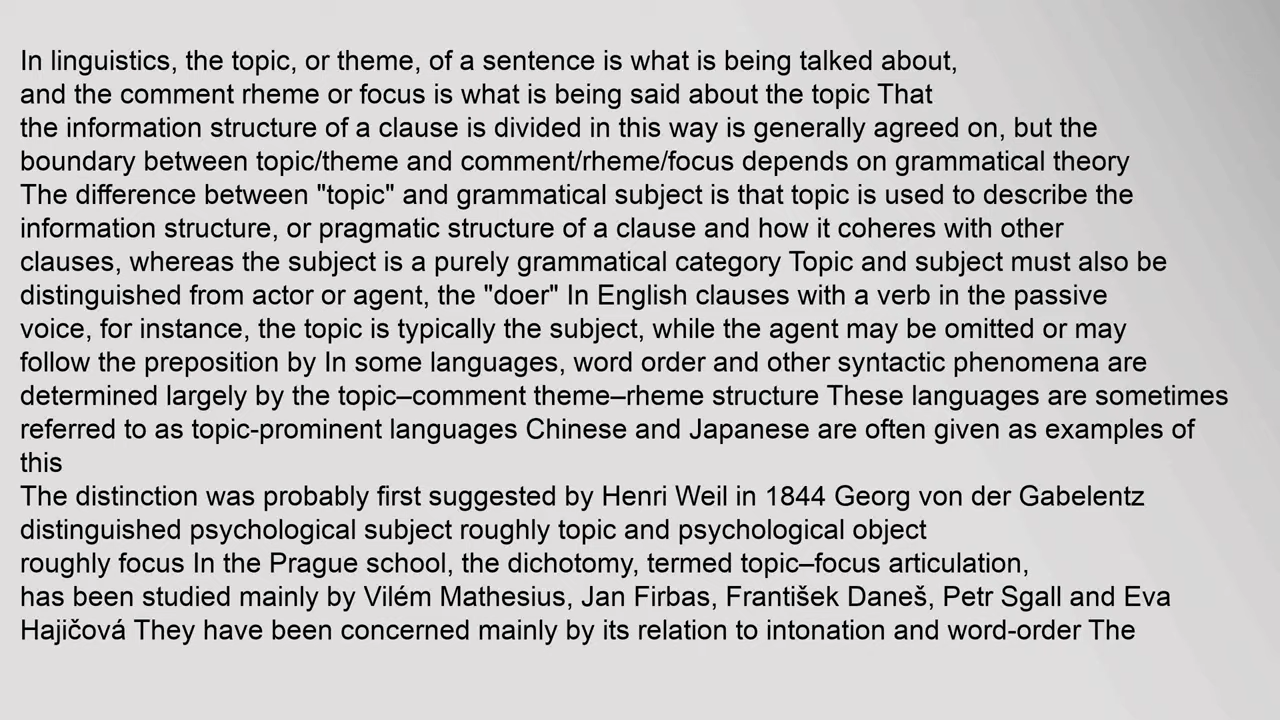 In linguistics, the topic, or theme, of a sentence is what is being talked about,
and the comment rheme or focus is what is being said about the topic That
the information structure of a clause is divided in this way is generally agreed on, but the
boundary between topic/theme and comment/rheme/focus depends on grammatical theory
The difference between "topic" and grammatical subject is that topic is used to describe the
information structure, or pragmatic structure of a clause and how it coheres with other
clauses, whereas the subject is a purely grammatical category Topic and subject must also be
distinguished from actor or agent, the "doer" In English clauses with a verb in the passive
voice, for instance, the topic is typically the subject, while the agent may be omitted or may
follow the preposition by In some languages, word order and other syntactic phenomena are
determined largely by the topic–comment theme–rheme structure These languages are sometimes
referred to as topic-prominent languages Chinese and Japanese are often given as examples of
this
The distinction was probably first suggested by Henri Weil in 1844 Georg von der Gabelentz
distinguished psychological subject roughly topic and psychological object
roughly focus In the Prague school, the dichotomy, termed topic–focus articulation,
has been studied mainly by Vilém Mathesius, Jan Firbas, František Daneš, Petr Sgall and Eva
Hajičová They have been concerned mainly by its relation to intonation and word-order The